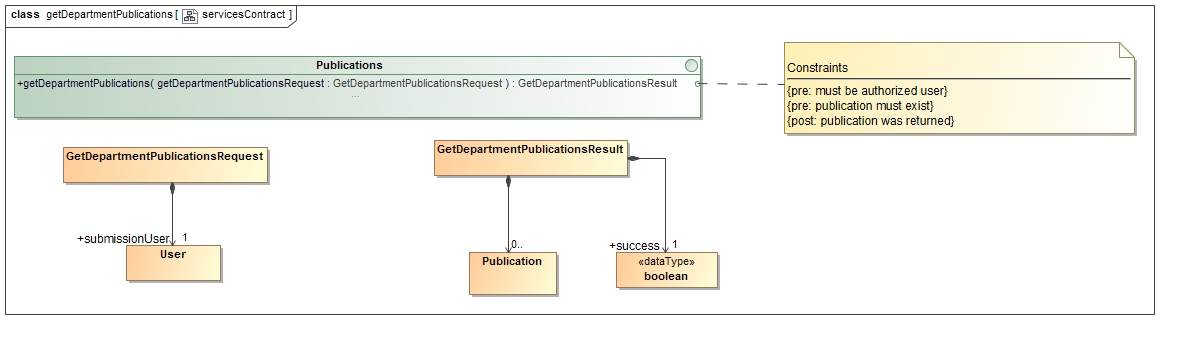 class getDepartmentPublications [ servicesContract ]
Publications
+getDepartmentPublications( getDepartmentPublicationsRequest : GetDepartmentPublicationsRequest ) : GetDepartmentPublicationsResult
...
Constraints
{pre: must be authorized user}
{pre: publication must exist}
{post: publication was returned}
GetDepartmentPublicationsRequest
GetDepartmentPublicationsResult
+submissionUser 1
User
0..
Publication
+success 1
«dataType»
boolean